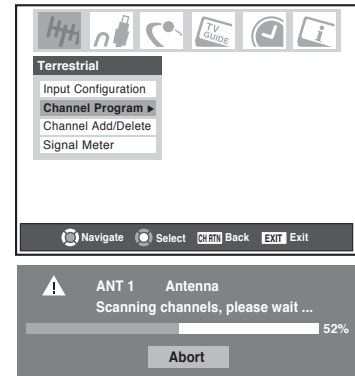 TV
GUIDE
i
Terrestrial
Input Configuration
Channel Program ▶
Channel Add/Delete
Signal Meter
Navigate Select CH RTN Back EXIT Exit
! ANT 1 Antenna
Scanning channels, please wait ...
52%
Abort